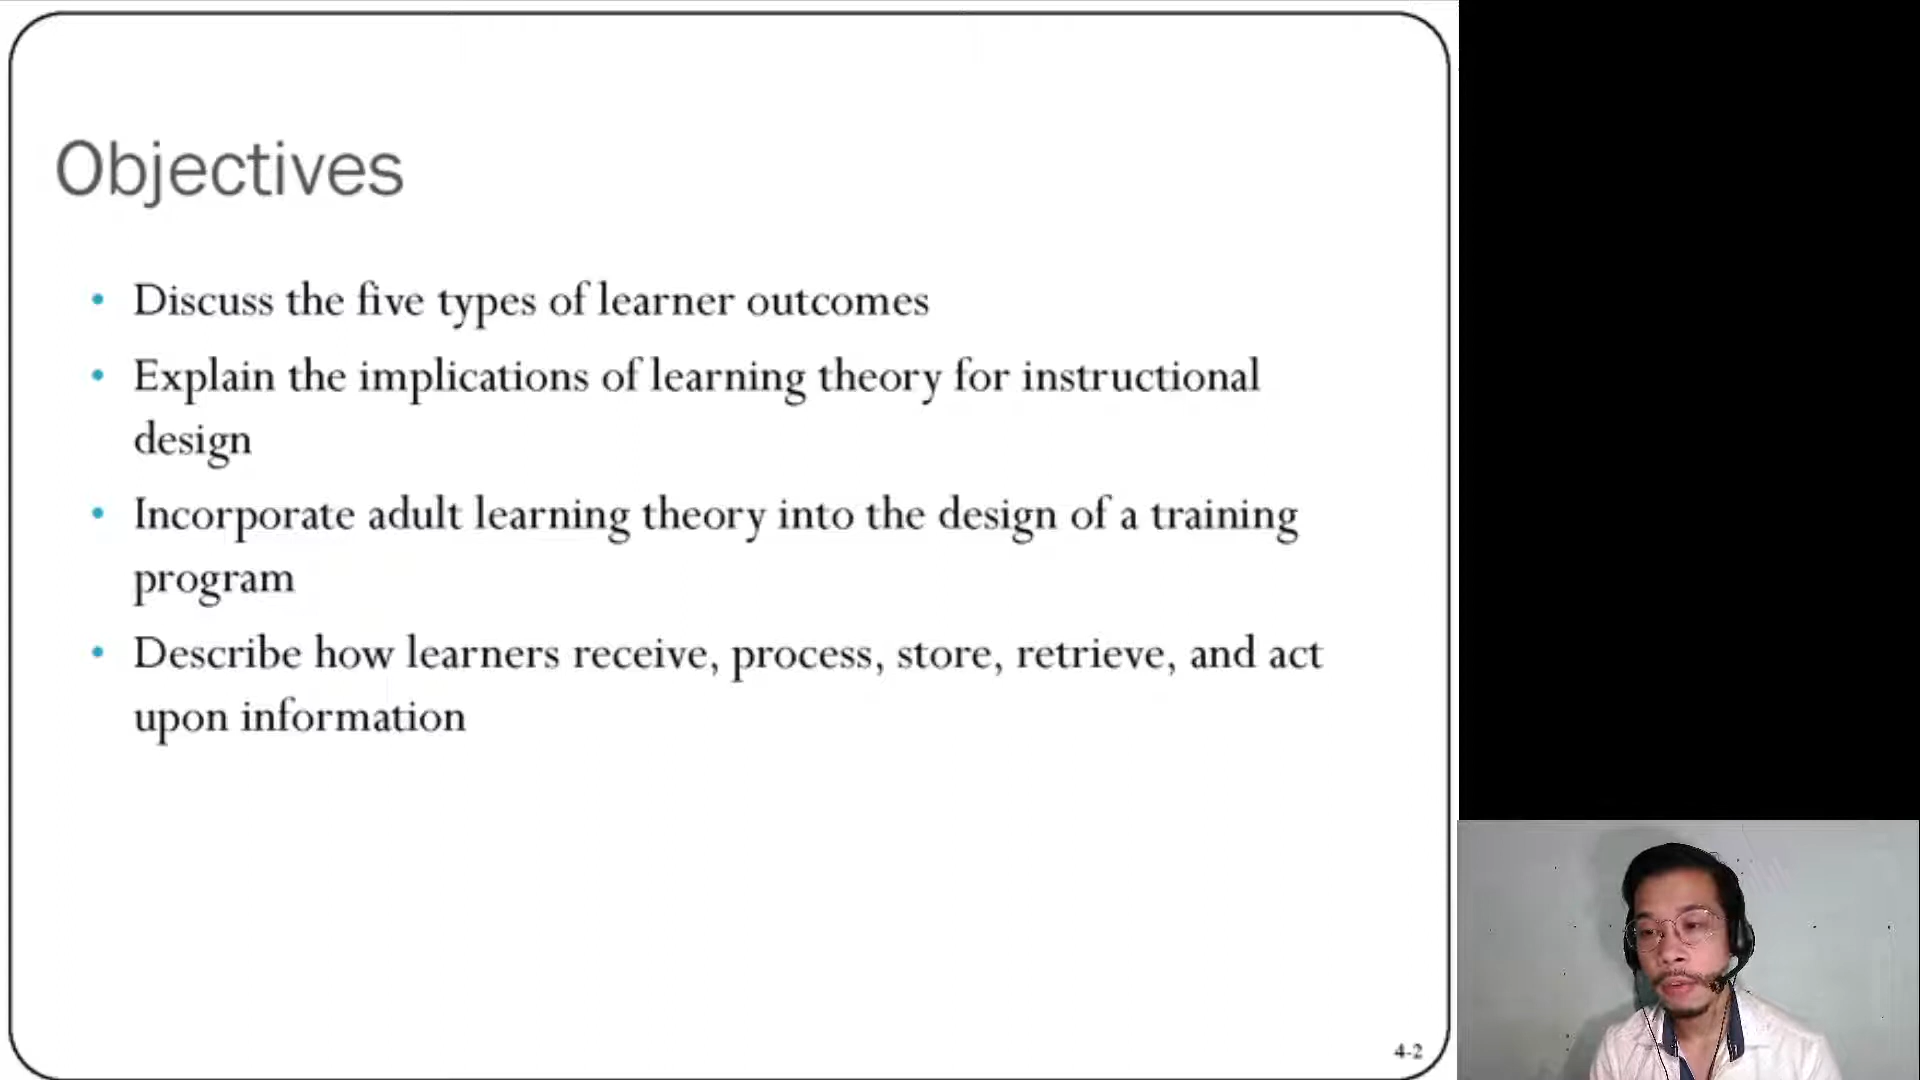 Objectives
• Discuss the five types of learner outcomes
• Explain the implications of learning theory for instructional
design
• Incorporate adult learning theory into the design of a training
program
• Describe how learners receive, process, store, retrieve, and act
upon information
4-2